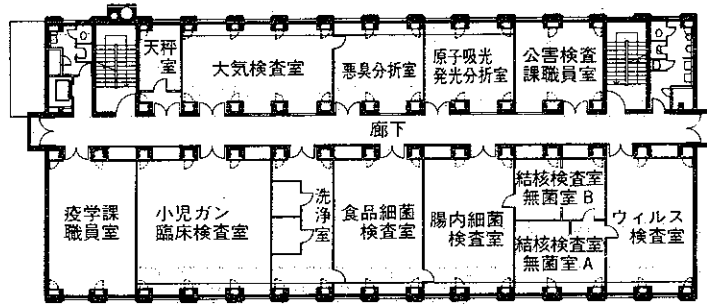 天秤
室
大気検査室
悪臭分折室
原子吸光
発光分折室
公害検査
課職員室
廊下
疫学課
職員室
小児ガン
臨床検査室
洗
浄
室
食品細菌
検査室
腸内細菌
検査室
結核検査室
無菌室B
結核検査室
無菌室A
ウィルス
検査室